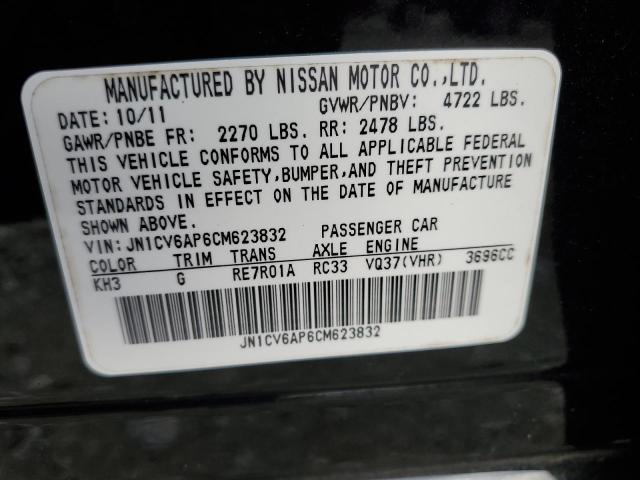 MANUFACTURED BY NISSAN MOTOR CO.,LTD.
DATE: 10/11 GVWR/PNBV: 4722 LBS.
GAWR/PNBE FR: 2270 LBS. RR: 2478 LBS.
THIS VEHICLE CONFORMS TO ALL APPLICABLE FEDERAL
MOTOR VEHICLE SAFETY,BUMPER,AND THEFT PREVENTION
STANDARDS IN EFFECT ON THE DATE OF MANUFACTURE
SHOWN ABOVE.
VIN: JN1CV6AP6CM623832 PASSENGER CAR
COLOR TRIM TRANS AXLE ENGINE
KH3 G RE7R01A RC33 VQ37(VHR) 3696CC
JN1CV6AP6CM623832